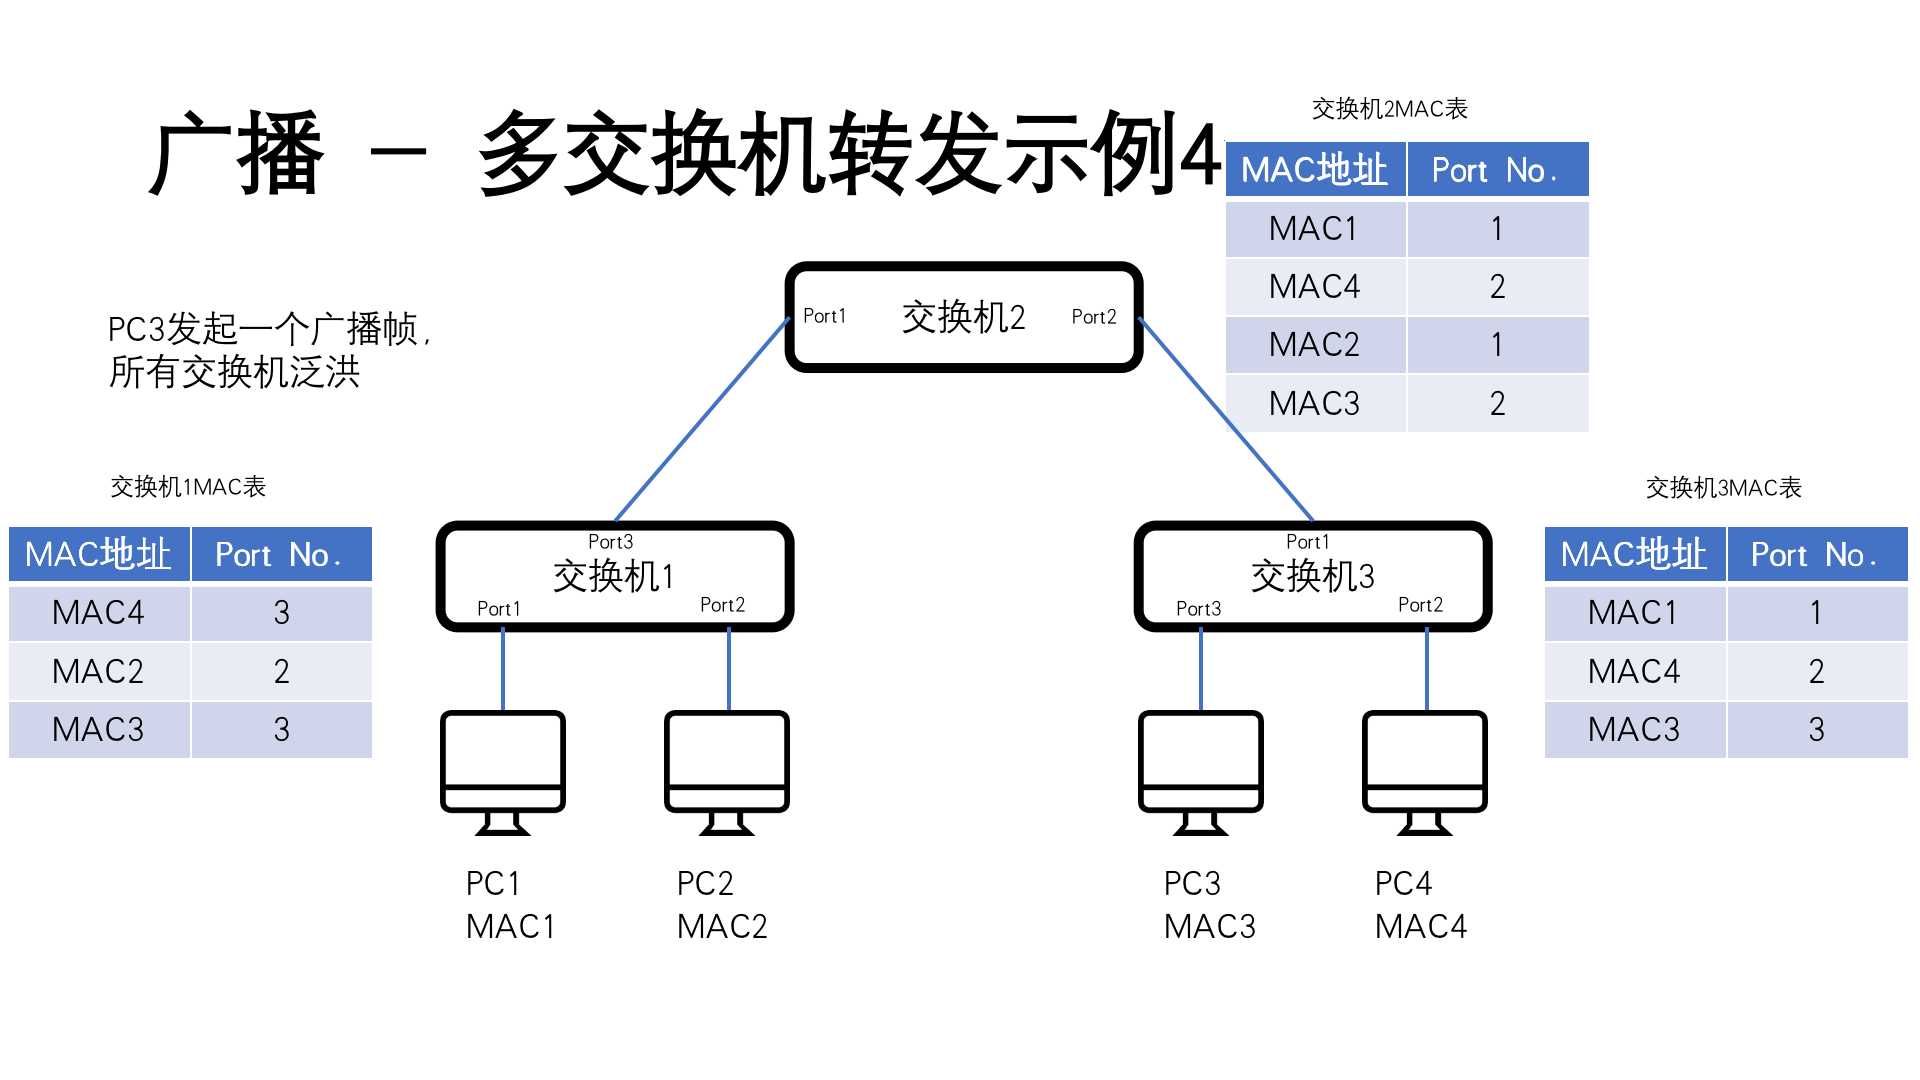 广播 - 多交换机转发示例4
交换机2MAC表
MAC地址 Port No.
MAC1 1
MAC4 2
MAC2 1
MAC3 2
PC3发起一个广播帧,
所有交换机泛洪
Port1 交换机2 Port2
交换机1MAC表
MAC地址 Port No.
MAC4 3
MAC2 2
MAC3 3
Port3
交换机1
Port1 Port2
Port1
交换机3
Port3 Port2
交换机3MAC表
MAC地址 Port No.
MAC1 1
MAC4 2
MAC3 3
PC1
MAC1
PC2
MAC2
PC3
MAC3
PC4
MAC4